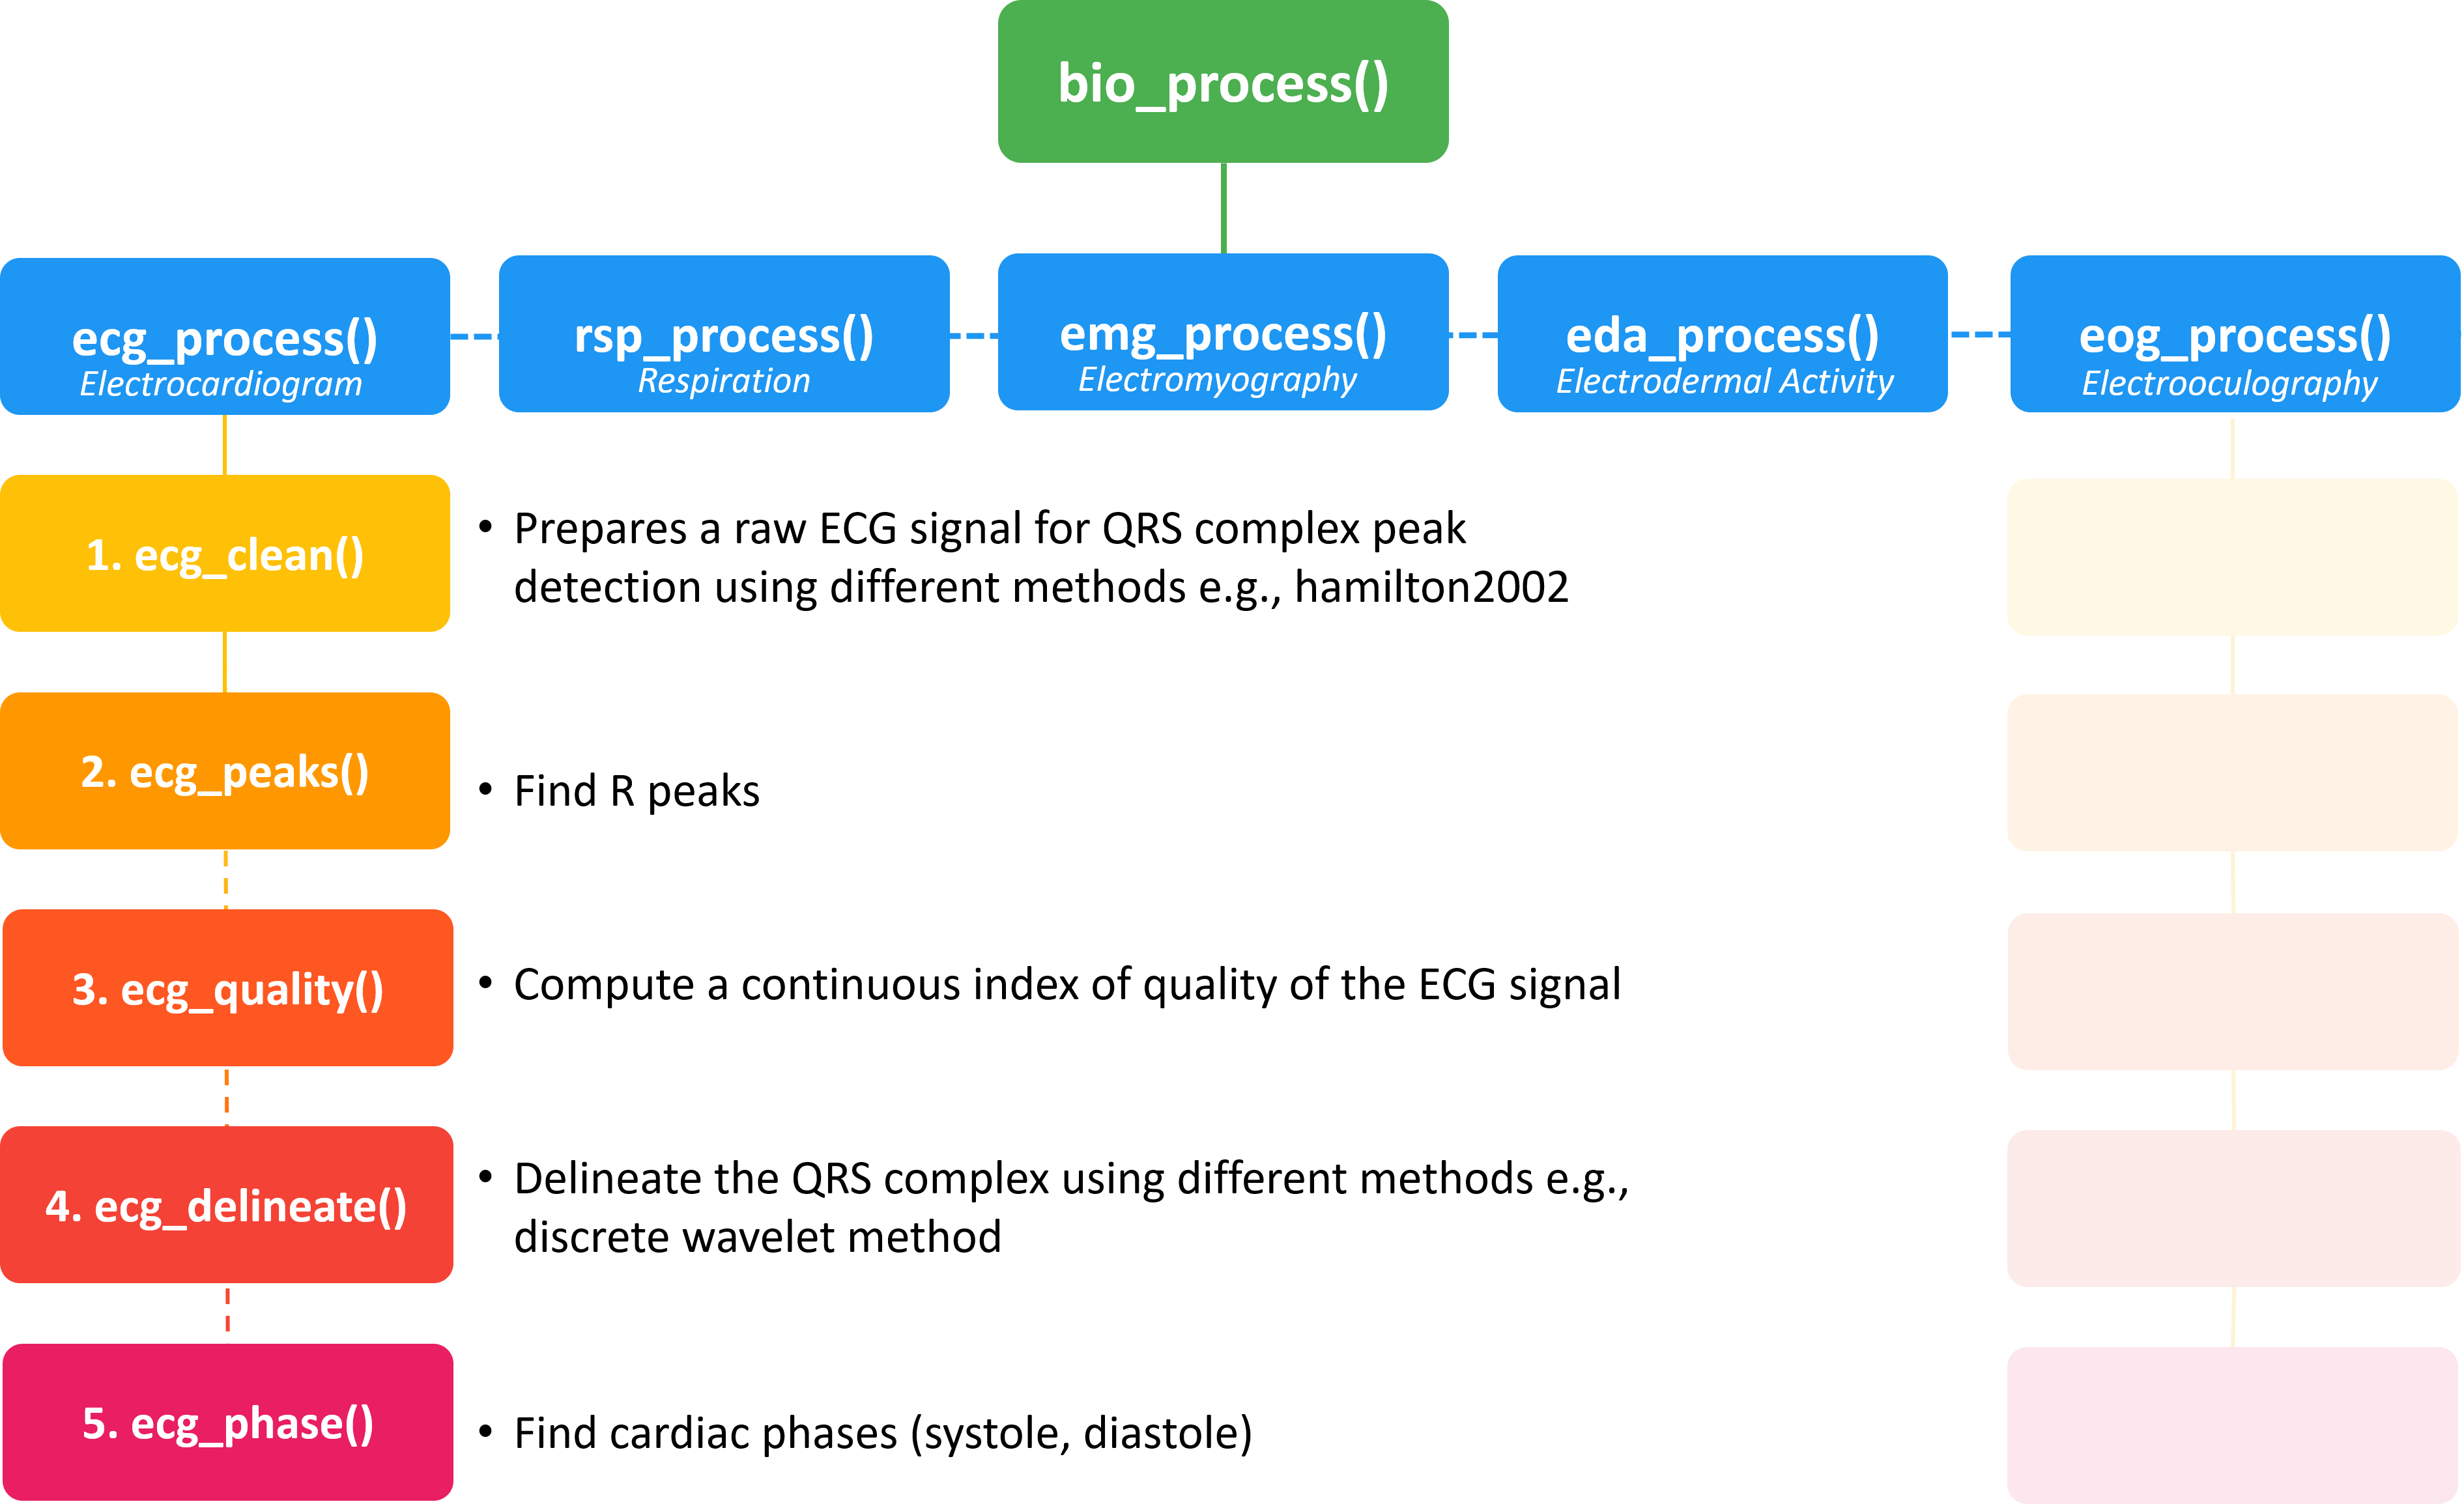 bio_process()
ecg_process()
Electrocardiogram
rsp_process()
Respiration
emg_process()
Electromyography
eda_process()
Electrodermal Activity
eog_process()
Electrooculography
1. ecg_clean()
• Prepares a raw ECG signal for QRS complex peak
detection using different methods e.g., hamilton2002
2. ecg_peaks()
• Find R peaks
3. ecg_quality()
• Compute a continuous index of quality of the ECG signal
4. ecg_delineate()
• Delineate the QRS complex using different methods e.g.,
discrete wavelet method
5. ecg_phase()
• Find cardiac phases (systole, diastole)